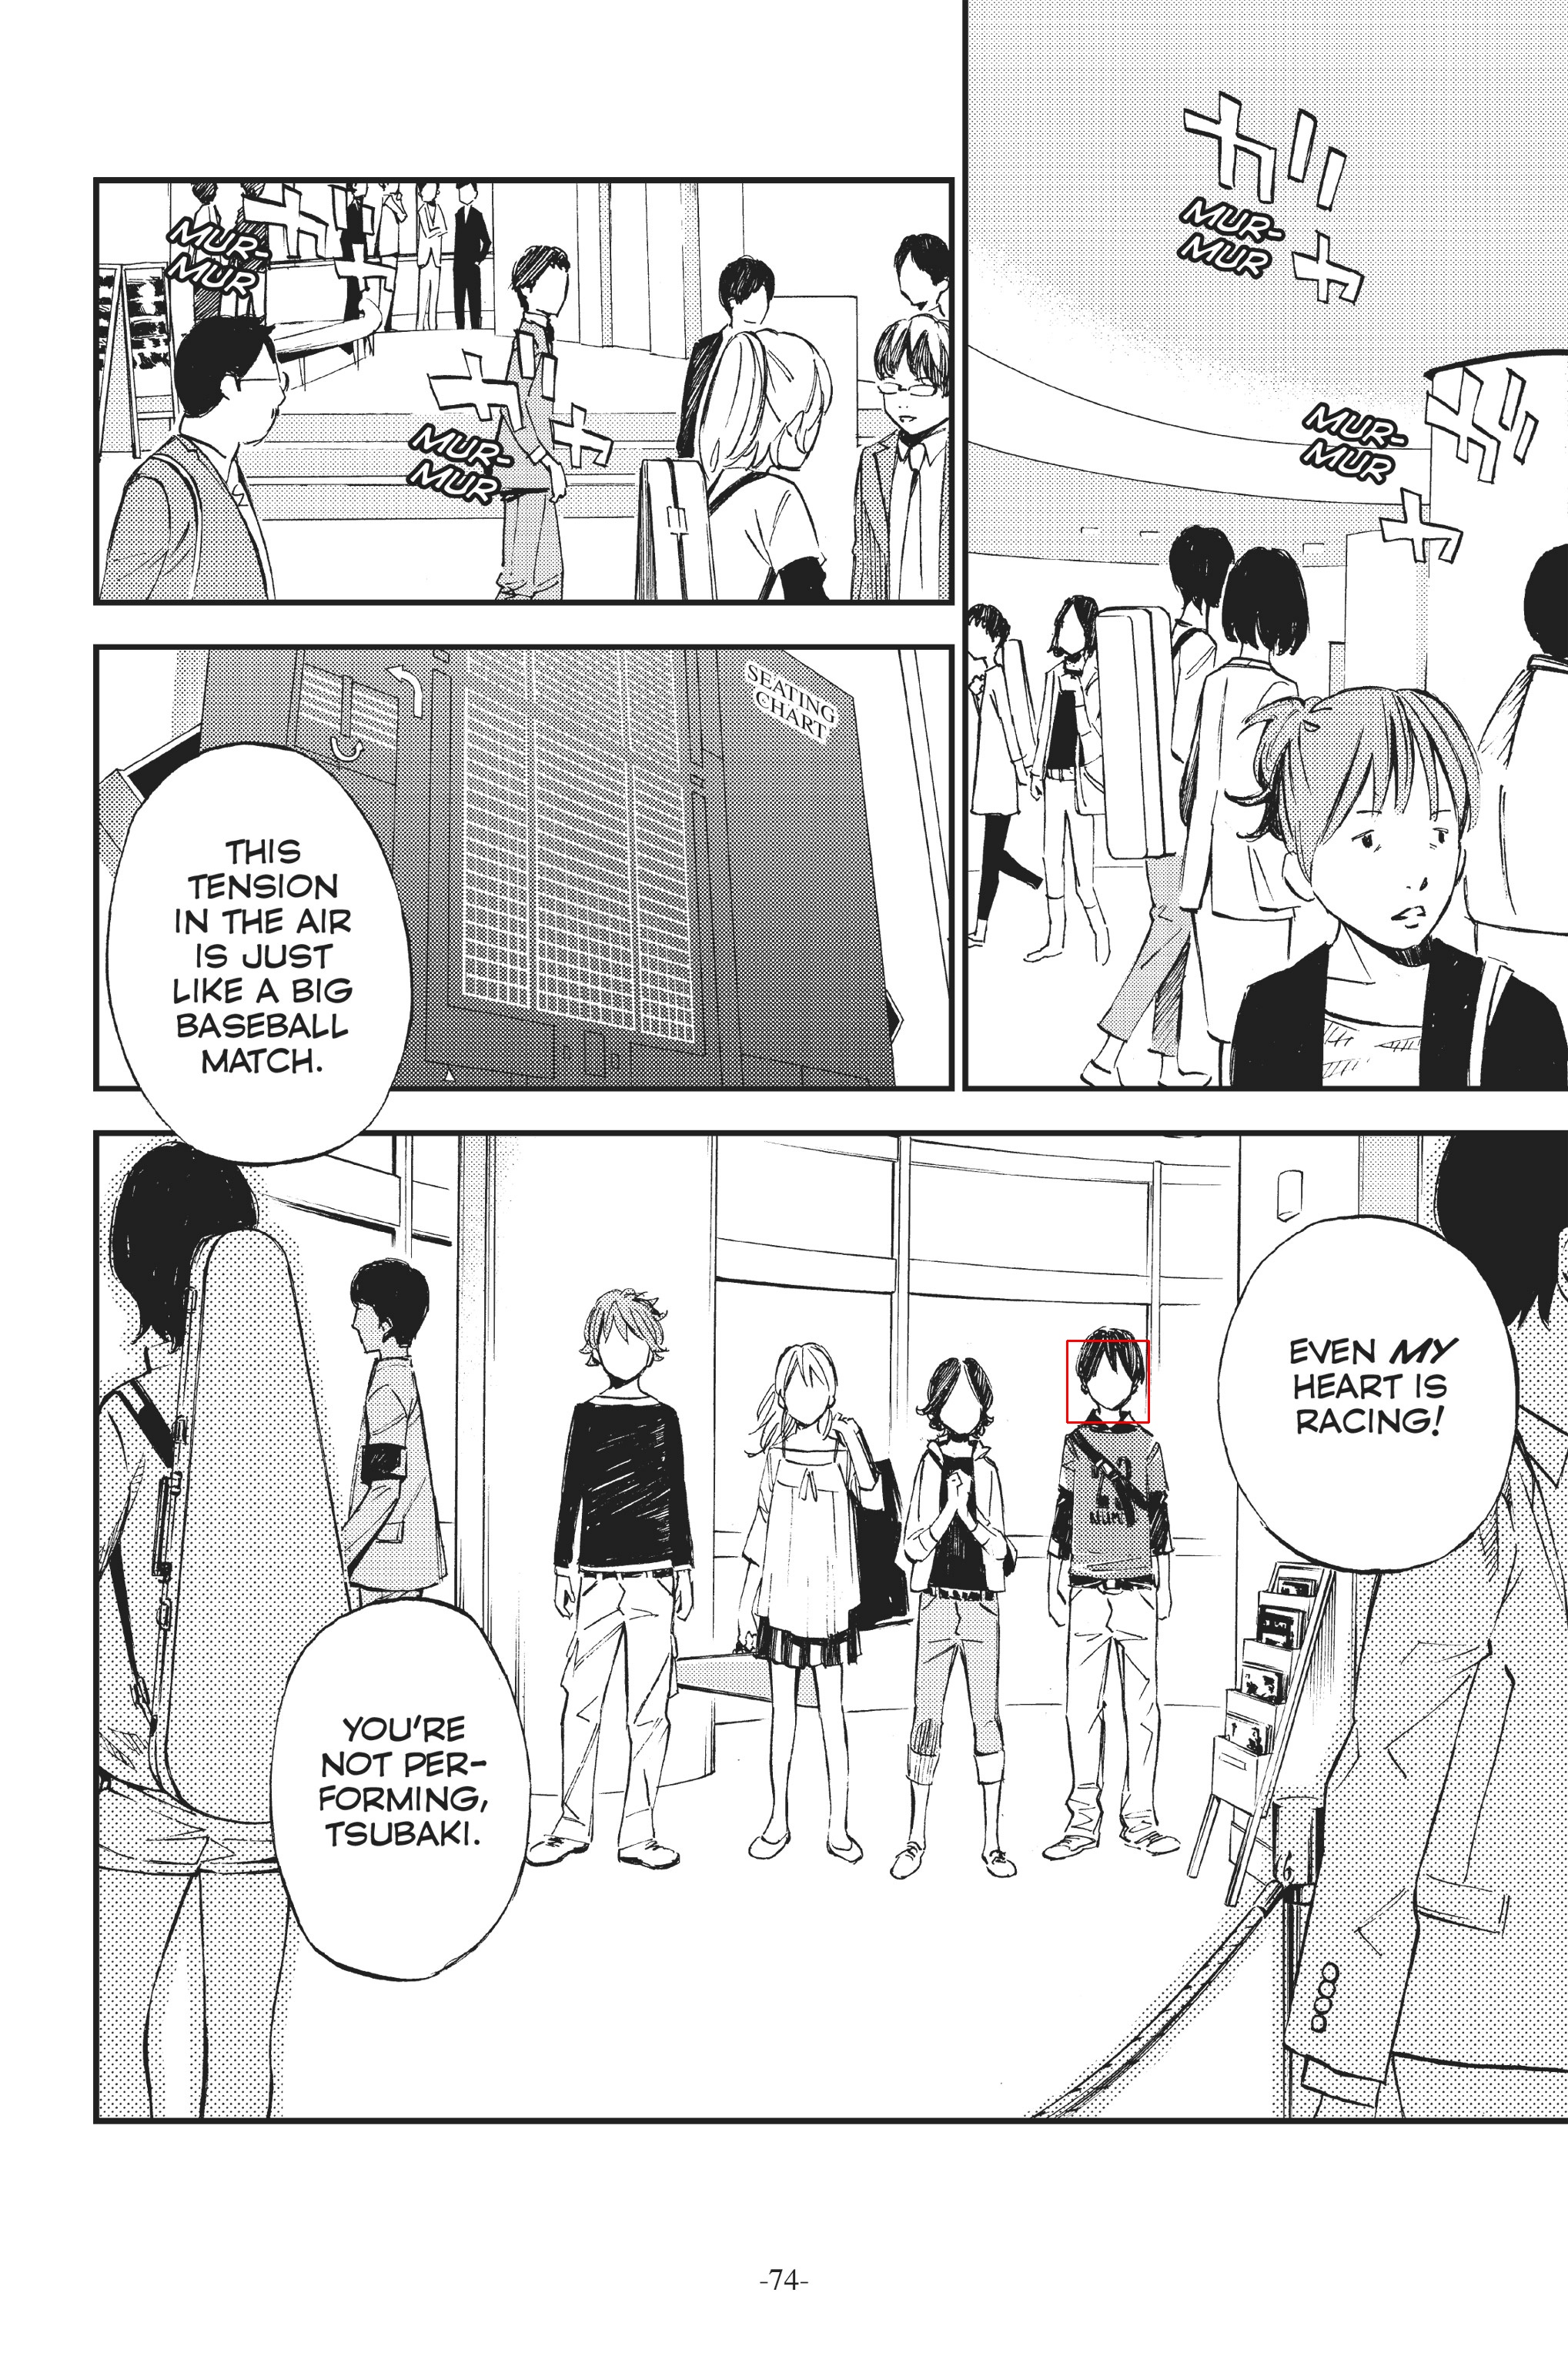 ガガ
ヤヤ
MUR-
MUR
ガヤ
MUR-
MUR
ガヤ
MUR-
MUR
ガヤ
MUR-
MUR
SEATING
CHART
THIS
TENSION
IN THE AIR
IS JUST
LIKE A BIG
BASEBALL
MATCH.
EVEN MY
HEART IS
RACING!
YOU'RE
NOT PER-
FORMING,
TSUBAKI.
-74-